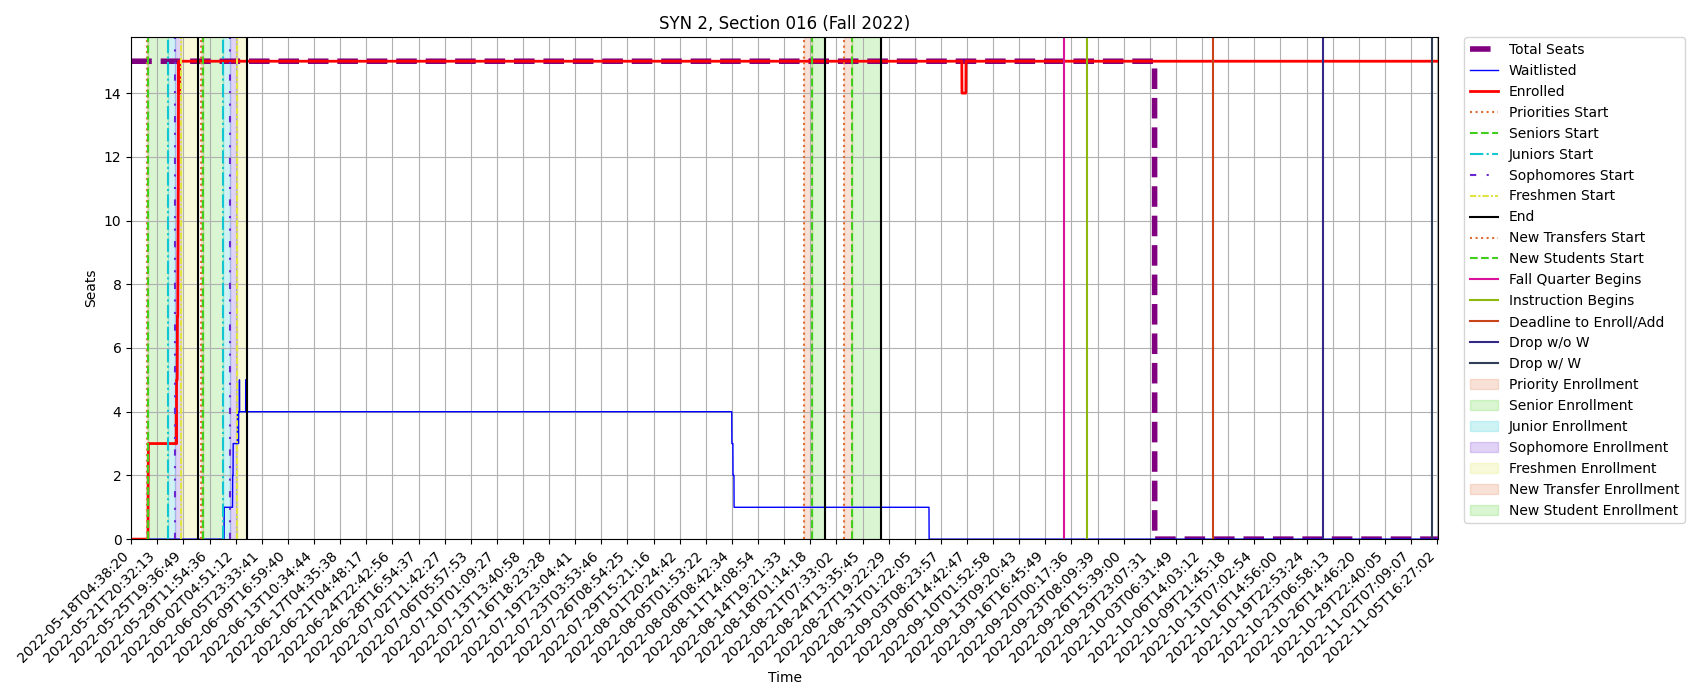 SYN 2, Section 016 (Fall 2022)
Seats
14
12
10
8
6
4
2
0
2022-05-18T04:38:20
2022-05-21T20:32:13
2022-05-25T19:36:49
2022-05-29T11:54:36
2022-06-02T04:51:12
2022-06-05T23:33:41
2022-06-09T16:59:40
2022-06-13T10:34:44
2022-06-17T04:35:38
2022-06-21T04:48:17
2022-06-24T22:42:56
2022-06-28T16:54:37
2022-07-02T11:42:27
2022-07-06T05:57:53
2022-07-10T01:09:27
2022-07-13T13:40:58
2022-07-16T18:23:28
2022-07-19T23:04:41
2022-07-23T03:53:46
2022-07-26T08:54:25
2022-07-29T15:21:16
2022-08-01T20:24:42
2022-08-05T01:53:22
2022-08-08T08:42:34
2022-08-11T14:08:54
2022-08-14T19:21:33
2022-08-18T01:14:18
2022-08-21T07:33:02
2022-08-24T13:35:45
2022-08-27T19:22:29
2022-08-31T01:22:05
2022-09-03T08:23:57
2022-09-06T14:42:47
2022-09-10T01:52:58
2022-09-13T09:20:43
2022-09-16T16:45:49
2022-09-20T00:17:36
2022-09-23T08:09:39
2022-09-26T15:39:00
2022-09-29T23:07:31
2022-10-03T06:31:49
2022-10-06T14:03:12
2022-10-09T21:45:18
2022-10-13T07:02:54
2022-10-16T14:56:00
2022-10-19T22:53:24
2022-10-23T06:58:13
2022-10-26T14:46:20
2022-10-29T22:40:05
2022-11-02T07:09:07
2022-11-05T16:27:02
Time
Total Seats
Waitlisted
Enrolled
Priorities Start
Seniors Start
Juniors Start
Sophomores Start
Freshmen Start
End
New Transfers Start
New Students Start
Fall Quarter Begins
Instruction Begins
Deadline to Enroll/Add
Drop w/o W
Drop w/ W
Priority Enrollment
Senior Enrollment
Junior Enrollment
Sophomore Enrollment
Freshmen Enrollment
New Transfer Enrollment
New Student Enrollment